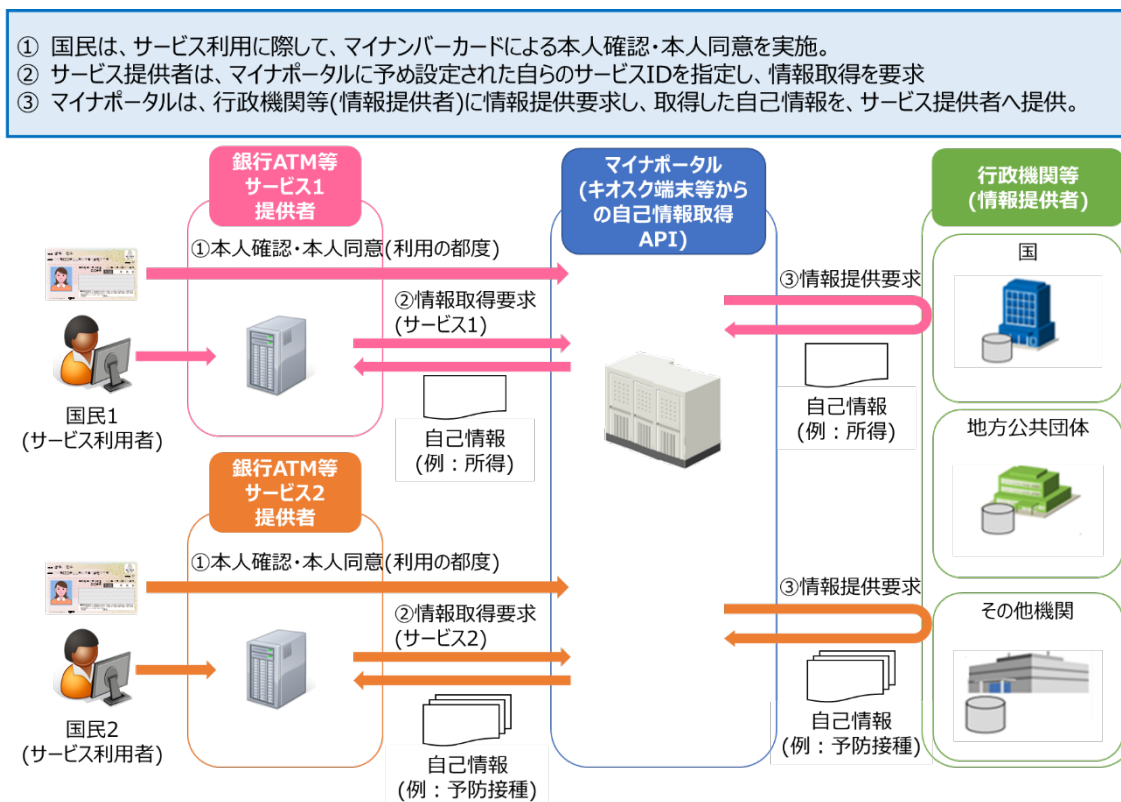 ① 国民は、サービス利用に際して、マイナンバーカードによる本人確認・本人同意を実施。
② サービス提供者は、マイナポータルに予め設定された自らのサービスIDを指定し、情報取得を要求
③ マイナポータルは、行政機関等(情報提供者)に情報提供要求し、取得した自己情報を、サービス提供者へ提供。
銀行ATM等
サービス1
提供者
マイナポータル
(キオスク端末等から
の自己情報取得
API)
行政機関等
(情報提供者)
①本人確認・本人同意(利用の都度)
②情報取得要求
(サービス1)
③情報提供要求
国
国民1
(サービス利用者)
自己情報
(例：所得)
自己情報
(例：所得)
地方公共団体
銀行ATM等
サービス2
提供者
①本人確認・本人同意(利用の都度)
②情報取得要求
(サービス2)
③情報提供要求
その他機関
国民2
(サービス利用者)
自己情報
(例：予防接種)
自己情報
(例：予防接種)